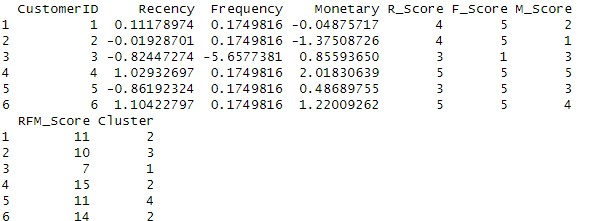 CustomerID Recency Frequency Monetary R_Score F_Score M_Score
1 1 0.11178974 0.1749816 -0.04875717 4 5 2
2 2 -0.01928701 0.1749816 -1.37508726 4 5 1
3 3 -0.82447274 -5.6577381 0.85593650 3 1 3
4 4 1.02932697 0.1749816 2.01830639 5 5 5
5 5 -0.86192324 0.1749816 0.48689755 3 5 3
6 6 1.10422797 0.1749816 1.22009262 5 5 4
RFM_Score Cluster
1 11 2
2 10 3
3 7 1
4 15 2
5 11 4
6 14 2